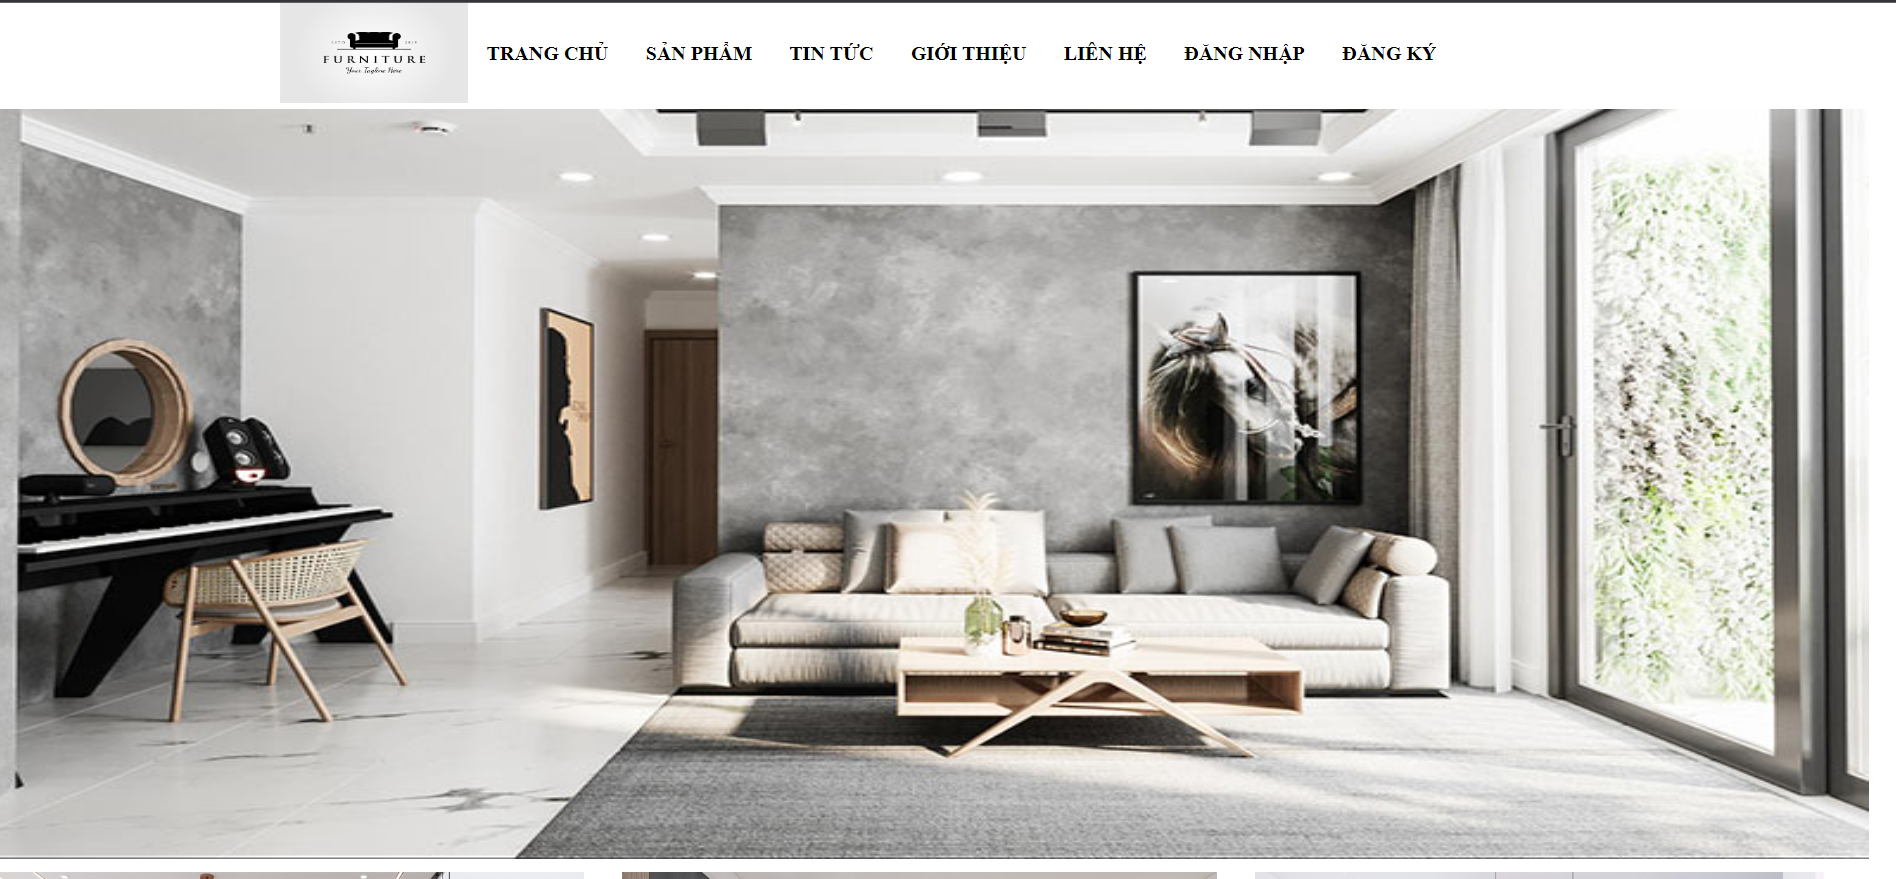 FURNITURE
Your Tagline Here
TRANG CHỦ SẢN PHẨM TIN TỨC GIỚI THIỆU LIÊN HỆ ĐĂNG NHẬP ĐĂNG KÝ